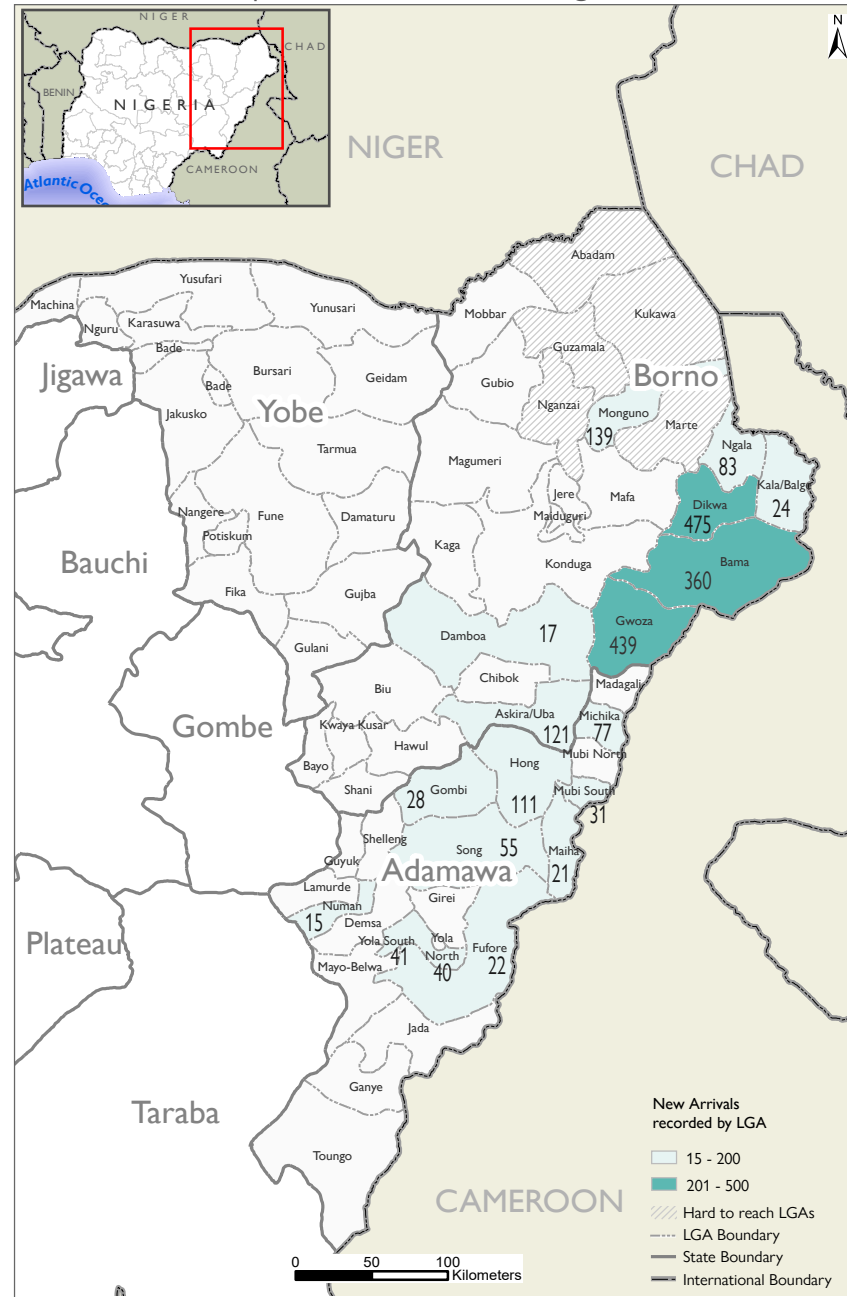 NIGER
CHAD
BENIN
NIGERIA
CAMEROON
Atlantic Oce
N
NIGER
CHAD
Abadam
Yusufari
Machina
Yunusari
Mobbar
Kukawa
Karasuwa
Nguru
Guzamala
Bade
Jigawa
Bursari
Geidam
Gubio
Borno
Bade
Nganzai
Monguno
139
Yobe
Jakusko
Marte
Ngala
83
Tarmua
Magumeri
Kala/Balge
24
Jere
Mafa
Dikwa
475
Nangere
Fune
Damaturu
Maiduguri
Potiskum
Kaga
Bauchi
Konduga
Bama
360
Fika
Gujba
Gwoza
439
Damboa
17
Gulani
Chibok
Madagali
Biu
Askira/Uba
121
Michika
77
Gombe
Kwaya Kusar
Hawul
Mubi North
Bayo
Hong
111
Shani
Gombi
28
Mubi South
31
Shelleng
Song
55
Maiha
21
Guyuk
Adamawa
Lamurde
Girei
Numan
15
Demsa
Plateau
Yola South
41
Yola
North
40
Fufore
22
Mayo-Belwa
Jada
Ganye
Taraba
Toungo
CAMEROON
New Arrivals
recorded by LGA
15 - 200
201 - 500
Hard to reach LGAs
LGA Boundary
State Boundary
International Boundary
0 50 100
Kilometers